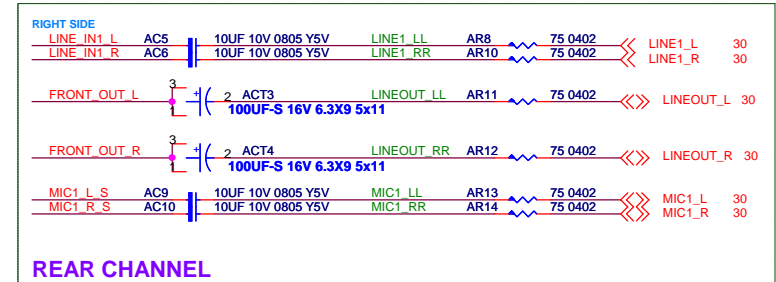 RIGHT SIDE
LINE_IN1_L AC5 10UF 10V 0805 Y5V LINE1_LL AR8 75 0402 LINE1_L 30
LINE_IN1_R AC6 10UF 10V 0805 Y5V LINE1_RR AR10 75 0402 LINE1_R 30
3
FRONT_OUT_L 1 + 2 ACT3 LINEOUT_LL AR11 75 0402 LINEOUT_L 30
100UF-S 16V 6.3X9 5x11
3
FRONT_OUT_R 1 + 2 ACT4 LINEOUT_RR AR12 75 0402 LINEOUT_R 30
100UF-S 16V 6.3X9 5x11
MIC1_L_S AC9 10UF 10V 0805 Y5V MIC1_LL AR13 75 0402 MIC1_L 30
MIC1_R_S AC10 10UF 10V 0805 Y5V MIC1_RR AR14 75 0402 MIC1_R 30
REAR CHANNEL